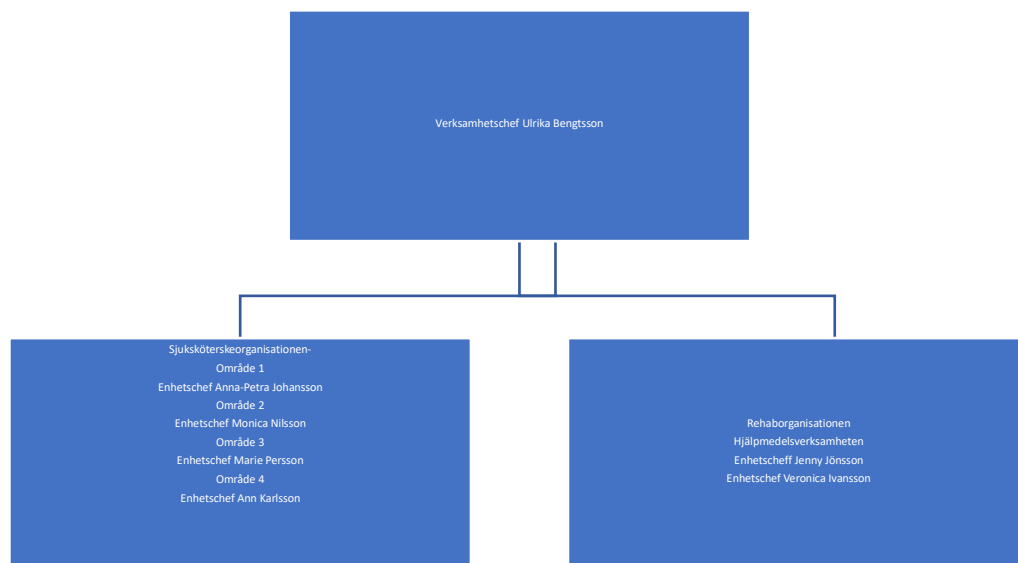 Verksamhetschef Ulrika Bengtsson
Sjuksköterskeorganisationen-
Område 1
Enhetschef Anna-Petra Johansson
Område 2
Enhetschef Monica Nilsson
Område 3
Enhetschef Marie Persson
Område 4
Enhetschef Ann Karlsson
Rehaborganisationen
Hjälpmedelsverksamheten
Enhetscheff Jenny Jönsson
Enhetschef Veronica Ivansson